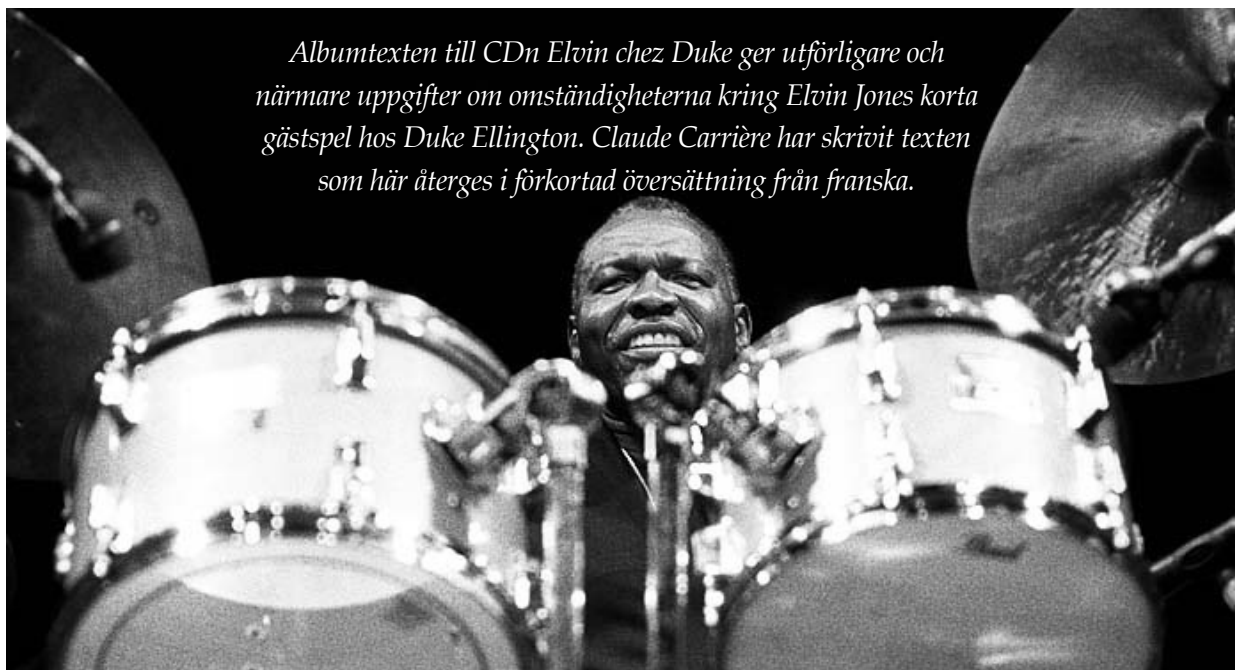 Albumtexten till CDn Elvin chez Duke ger utförligare och
närmare uppgifter om omständigheterna kring Elvin Jones korta
gästspel hos Duke Ellington. Claude Carrière har skrivit texten
som här återges i förkortad översättning från franska.